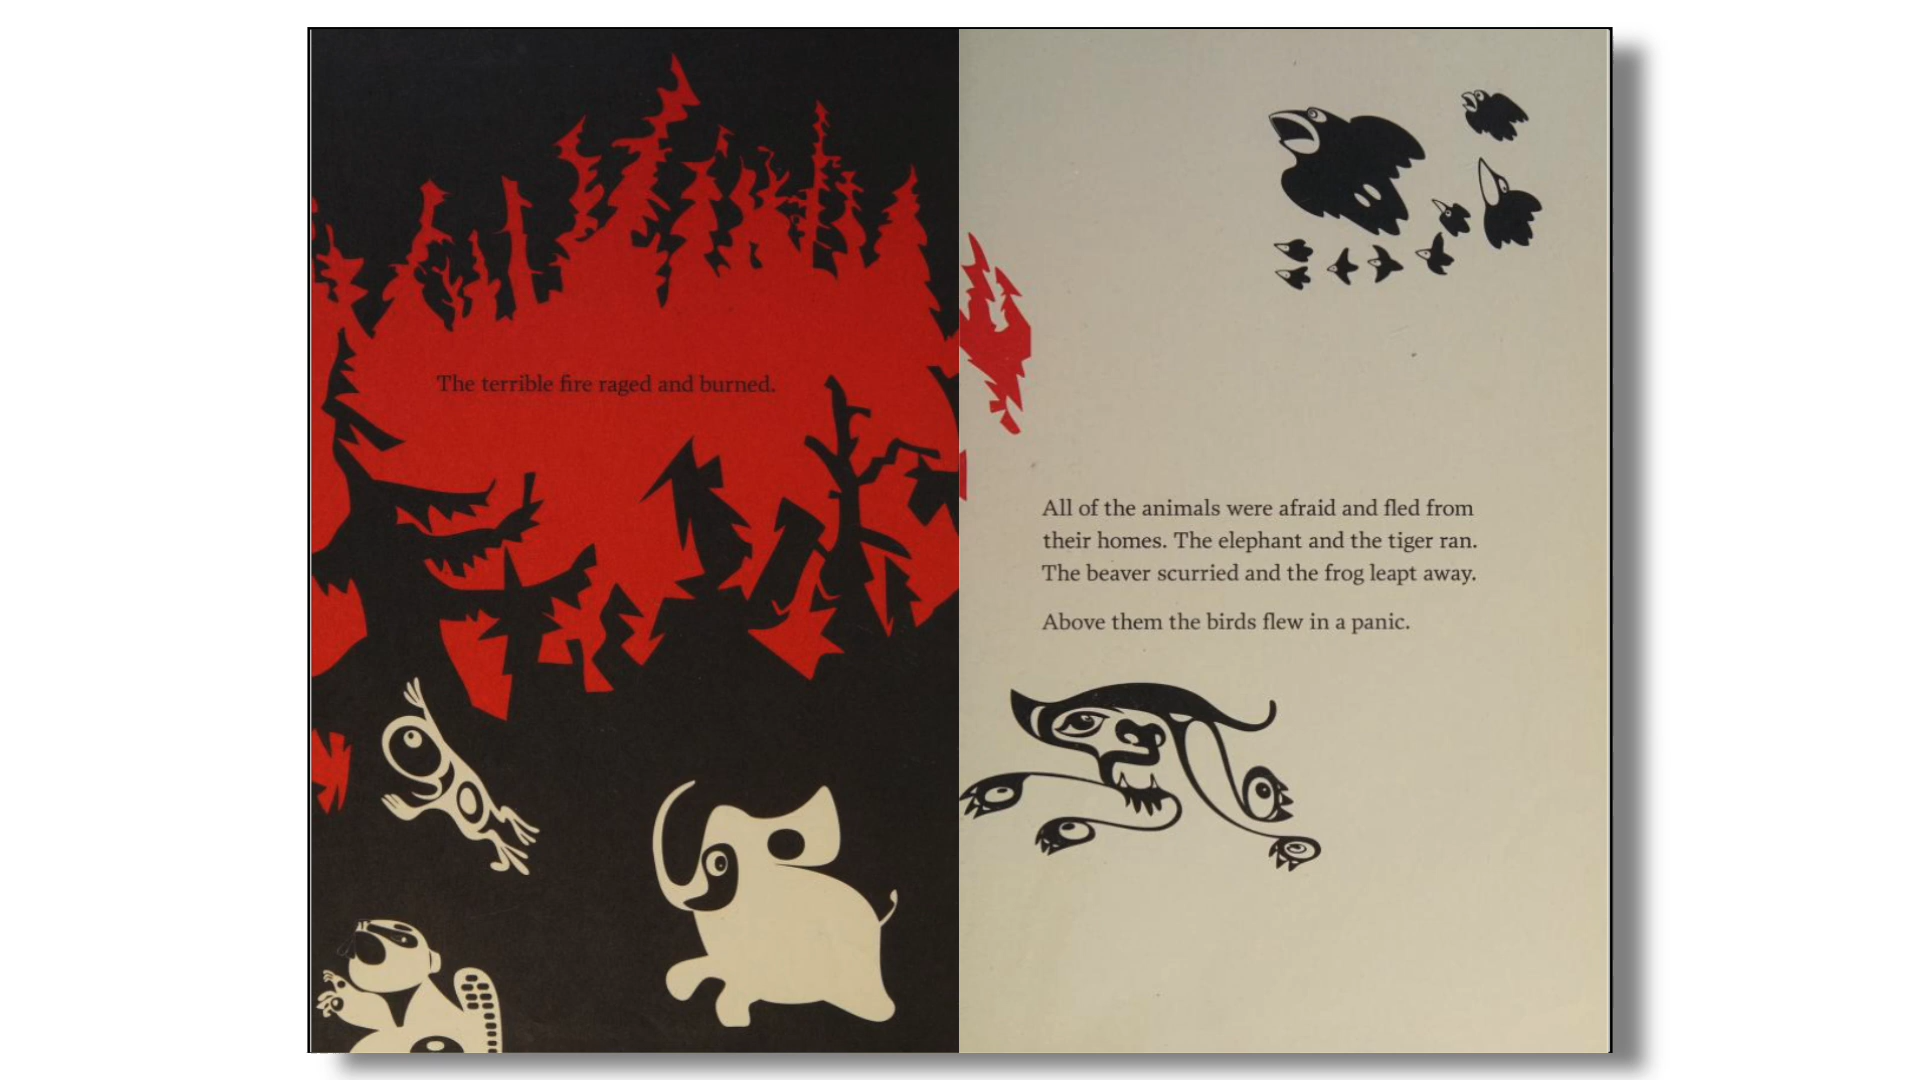 The terrible fire raged and burned.
All of the animals were afraid and fled from
their homes. The elephant and the tiger ran.
The beaver scurried and the frog leapt away.
Above them the birds flew in a panic.